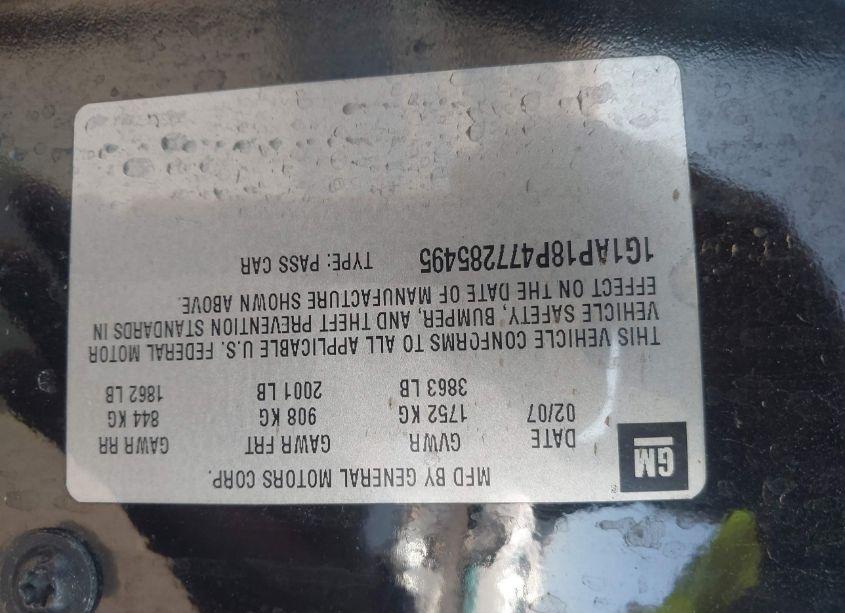 GM
MFD BY GENERAL MOTORS CORP.
DATE GVWR GAWR FRT GAWR RR
02/07 1752 KG 908 KG 844 KG
3863 LB 2001 LB 1862 LB
THIS VEHICLE CONFORMS TO ALL APPLICABLE U.S. FEDERAL MOTOR
VEHICLE SAFETY, BUMPER, AND THEFT PREVENTION STANDARDS IN
EFFECT ON THE DATE OF MANUFACTURE SHOWN ABOVE.
1G1AP18P477285495 TYPE: PASS CAR